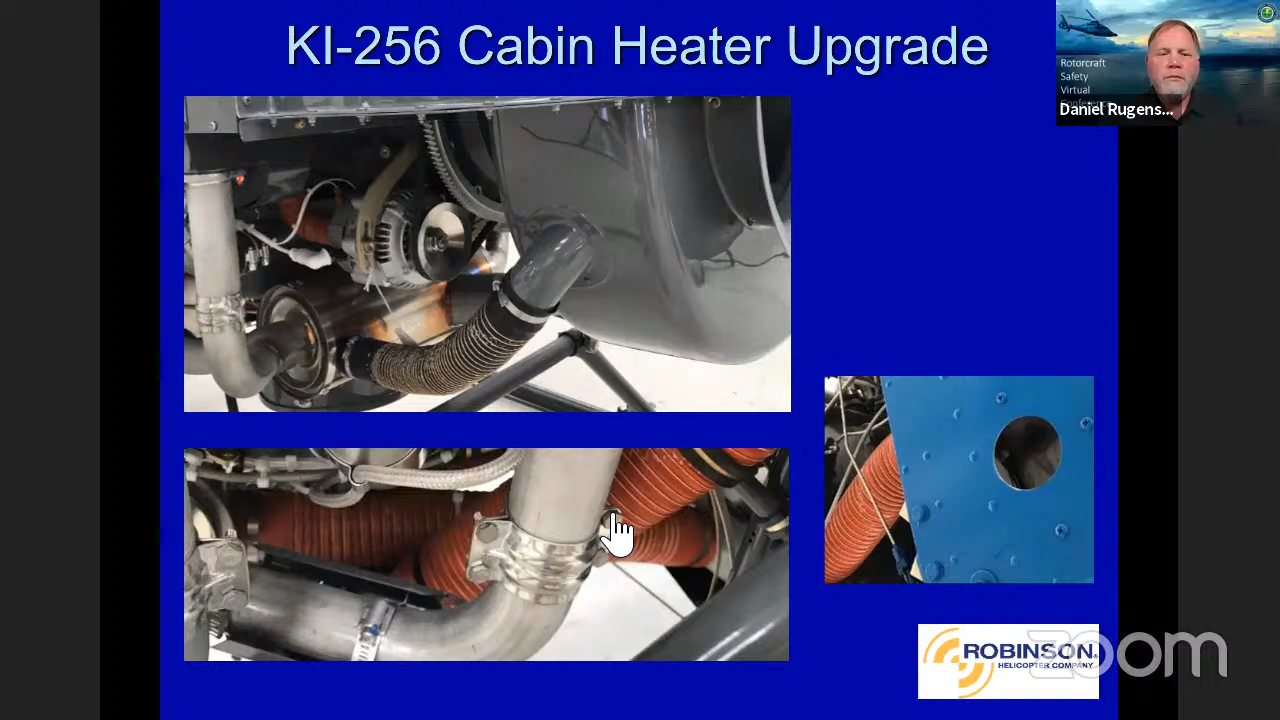 KI-256 Cabin Heater Upgrade
Rotorcraft
Safety
Virtual
Daniel Rugens...
ROBINSON
HELICOPTER COMPANY
zoom